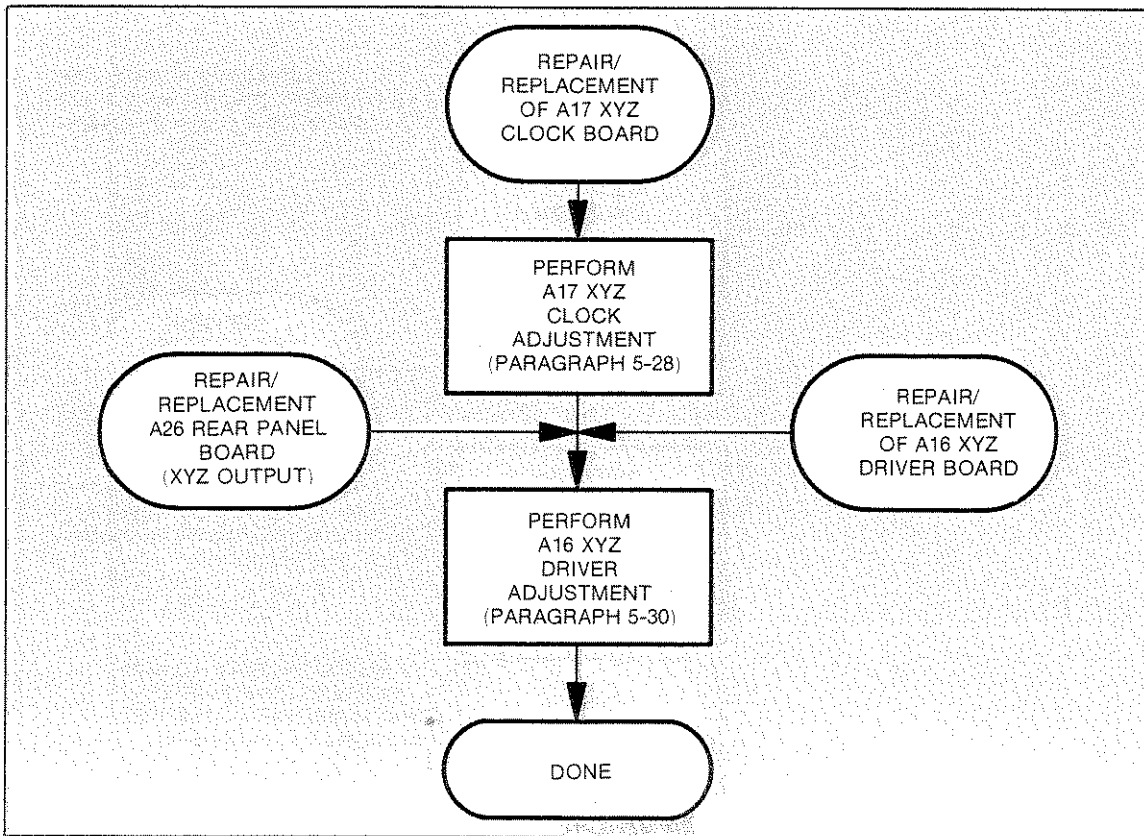 REPAIR/
REPLACEMENT
OF A17 XYZ
CLOCK BOARD
PERFORM
A17 XYZ
CLOCK
ADJUSTMENT
(PARAGRAPH 5-28)
REPAIR/
REPLACEMENT
A26 REAR PANEL
BOARD
(XYZ OUTPUT)
REPAIR/
REPLACEMENT
OF A16 XYZ
DRIVER BOARD
PERFORM
A16 XYZ
DRIVER
ADJUSTMENT
(PARAGRAPH 5-30)
DONE